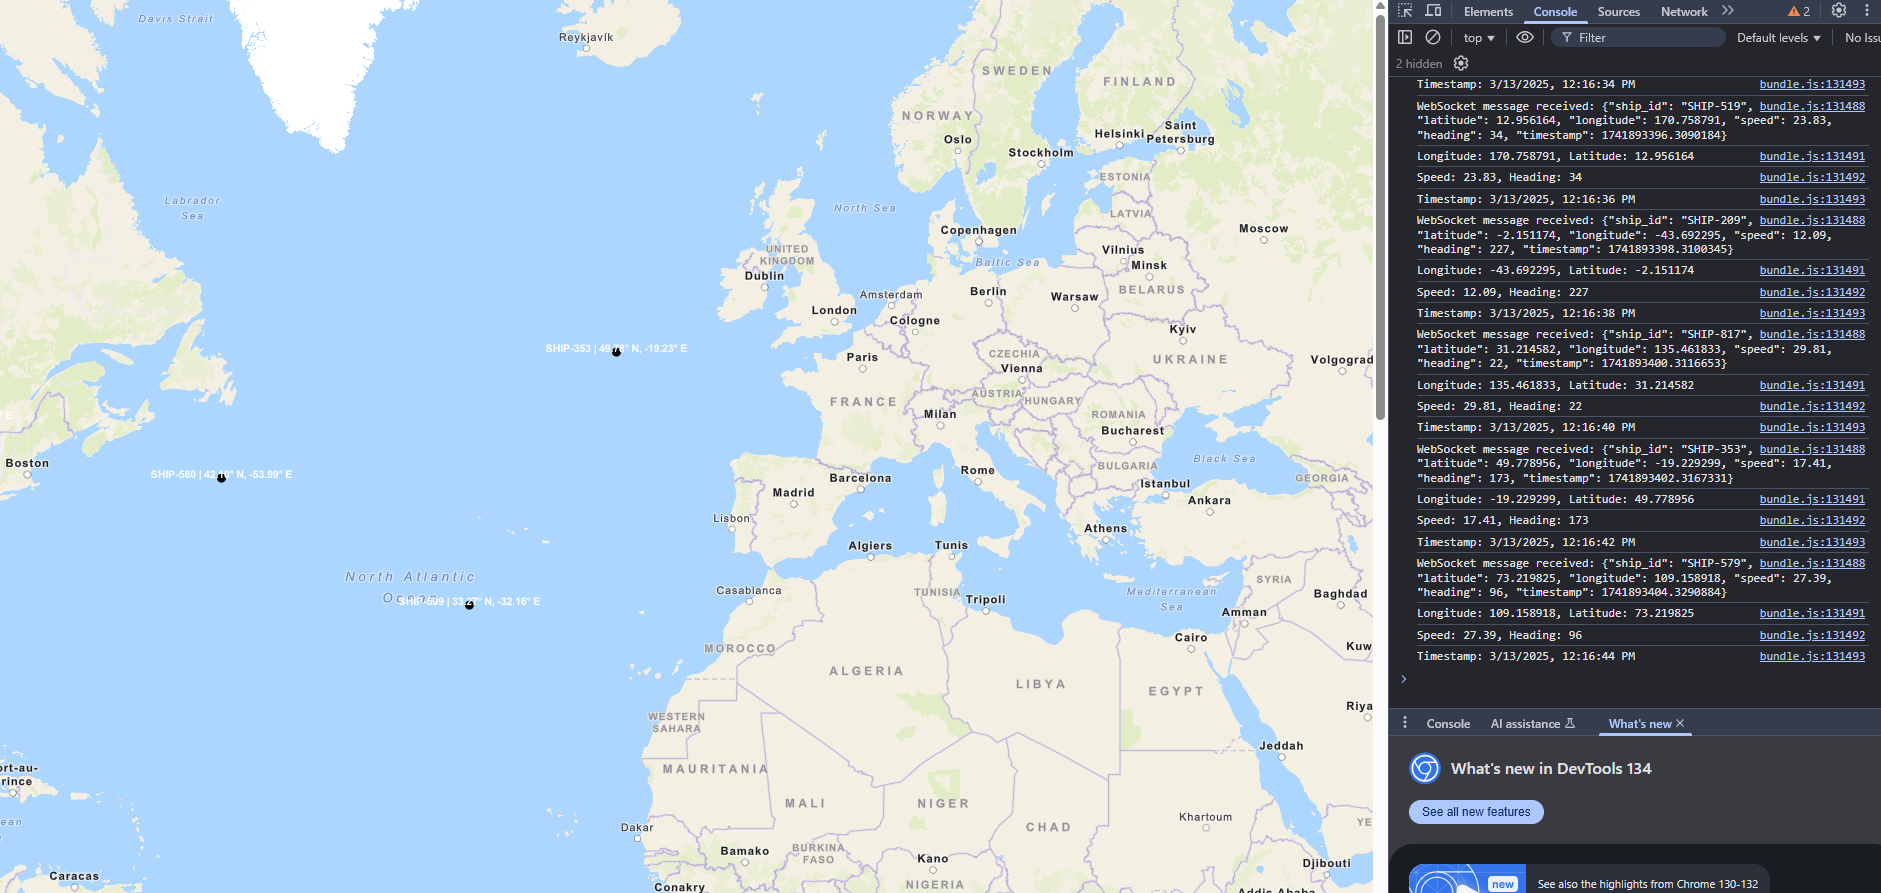 Davis Strait
Reykjavík
SWEDEN
FINLAND
NORWAY
Oslo
Helsinki
Saint
Petersburg
Stockholm
ESTONIA
Labrador
Sea
North Sea
LATVIA
Copenhagen
Moscow
UNITED
KINGDOM
Vilnius
Baltic Sea
Minsk
Dublin
BELARUS
Amsterdam
Berlin
Warsaw
London
Cologne
Kyiv
SHIP-353 | 49.78° N, -19.23° E
Paris
CZECHIA
UKRAINE
Volgograd
Vienna
AUSTRIA
HUNGARY
FRANCE
Milan
ROMANIA
E
Bucharest
Boston
Black Sea
BULGARIA
SHIP-580 | 42.10° N, -53.99° E
Rome
Barcelona
GEORGIA
Madrid
Istanbul
Ankara
Lisbon
Athens
Algiers
Tunis
North Atlantic
Ocean
SHIP-599 | 33.27° N, -32.16° E
Casablanca
TUNISIA
Tripoli
Mediterranean
Sea
SYRIA
Baghdad
Amman
Cairo
MOROCCO
Kuw
ALGERIA
LIBYA
EGYPT
Riya
WESTERN
SAHARA
Jeddah
MAURITANIA
ort-au-
rince
MALI
NIGER
Khartoum
ean
Dakar
CHAD
YE
Bamako
BURKINA
FASO
Kano
Djibouti
Caracas
Conakry
NIGERIA
Addis Ababa
Elements
Console
Sources
Network
2
top
Filter
Default levels
No Issu
2 hidden
Timestamp: 3/13/2025, 12:16:34 PM bundle.js:131493
WebSocket message received: {"ship_id": "SHIP-519", bundle.js:131488
"latitude": 12.956164, "longitude": 170.758791, "speed": 23.83,
"heading": 34, "timestamp": 1741893396.3090184}
Longitude: 170.758791, Latitude: 12.956164 bundle.js:131491
Speed: 23.83, Heading: 34 bundle.js:131492
Timestamp: 3/13/2025, 12:16:36 PM bundle.js:131493
WebSocket message received: {"ship_id": "SHIP-209", bundle.js:131488
"latitude": -2.151174, "longitude": -43.692295, "speed": 12.09,
"heading": 227, "timestamp": 1741893398.3100345}
Longitude: -43.692295, Latitude: -2.151174 bundle.js:131491
Speed: 12.09, Heading: 227 bundle.js:131492
Timestamp: 3/13/2025, 12:16:38 PM bundle.js:131493
WebSocket message received: {"ship_id": "SHIP-817", bundle.js:131488
"latitude": 31.214582, "longitude": 135.461833, "speed": 29.81,
"heading": 22, "timestamp": 1741893400.3116653}
Longitude: 135.461833, Latitude: 31.214582 bundle.js:131491
Speed: 29.81, Heading: 22 bundle.js:131492
Timestamp: 3/13/2025, 12:16:40 PM bundle.js:131493
WebSocket message received: {"ship_id": "SHIP-353", bundle.js:131488
"latitude": 49.778956, "longitude": -19.229299, "speed": 17.41,
"heading": 173, "timestamp": 1741893402.3167331}
Longitude: -19.229299, Latitude: 49.778956 bundle.js:131491
Speed: 17.41, Heading: 173 bundle.js:131492
Timestamp: 3/13/2025, 12:16:42 PM bundle.js:131493
WebSocket message received: {"ship_id": "SHIP-579", bundle.js:131488
"latitude": 73.219825, "longitude": 109.158918, "speed": 27.39,
"heading": 96, "timestamp": 1741893404.3290884}
Longitude: 109.158918, Latitude: 73.219825 bundle.js:131491
Speed: 27.39, Heading: 96 bundle.js:131492
Timestamp: 3/13/2025, 12:16:44 PM bundle.js:131493
Console
AI assistance
What's new
What's new in DevTools 134
See all new features
new
See also the highlights from Chrome 130-132